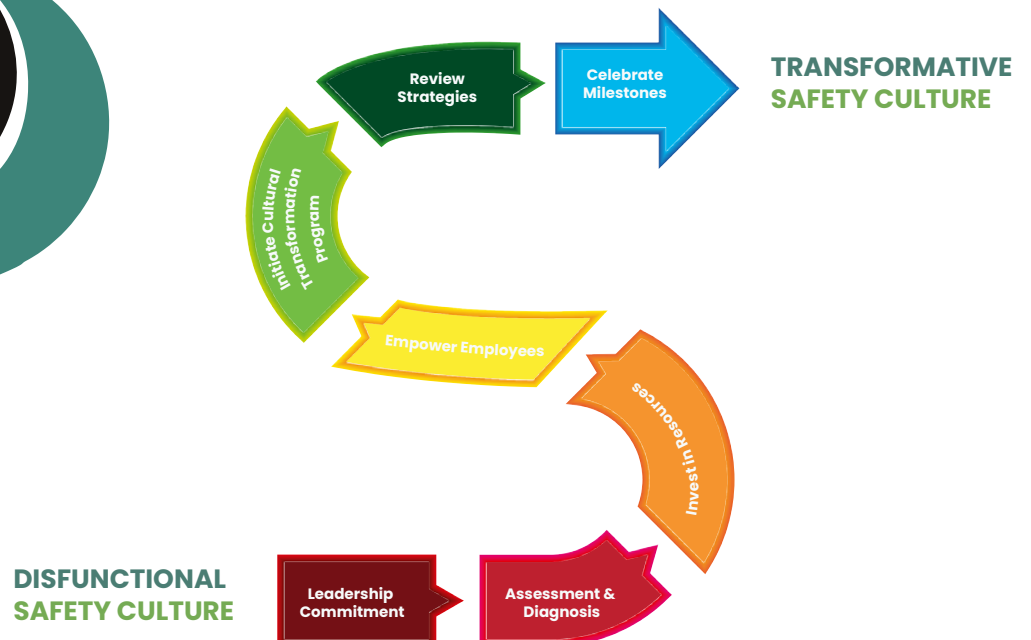 Review
Strategies
Celebrate
Milestones
TRANSFORMATIVE
SAFETY CULTURE
Initiate Cultural
Transformation
Program
Empower Employees
Invest in Resources
DISFUNCTIONAL
SAFETY CULTURE
Leadership
Commitment
Assessment &
Diagnosis